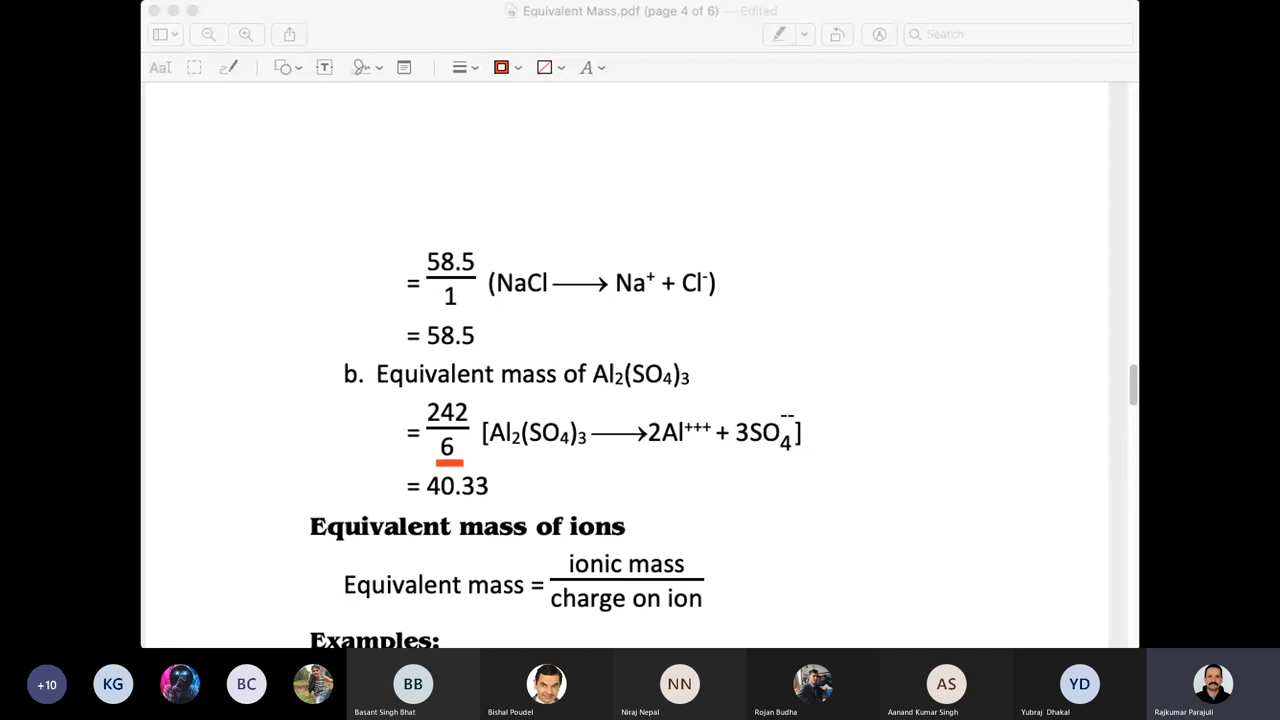 Equivalent Mass.pdf (page 4 of 6) — Edited
Search
AaI
T
A
= 58.5/1 (NaCl ⟶ Na⁺ + Cl⁻)
= 58.5
b. Equivalent mass of Al₂(SO₄)₃
= 242/6 [Al₂(SO₄)₃ ⟶ 2Al⁺⁺⁺ + 3SO₄⁻⁻]
= 40.33
Equivalent mass of ions
Equivalent mass = ionic mass/charge on ion
Examples:
+10
KG
BC
BB
NN
AS
YD
Basant Singh Bhat
Bishal Poudel
Niraj Nepal
Rojan Budha
Aanand Kumar Singh
Yubraj Dhakal
Rajkumar Parajuli